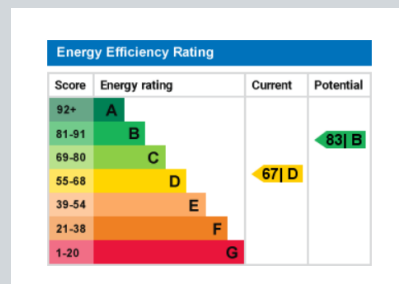 Energy Efficiency Rating
Score Energy rating Current Potential
92+ A
81-91 B 83| B
69-80 C
55-68 D 67| D
39-54 E
21-38 F
1-20 G